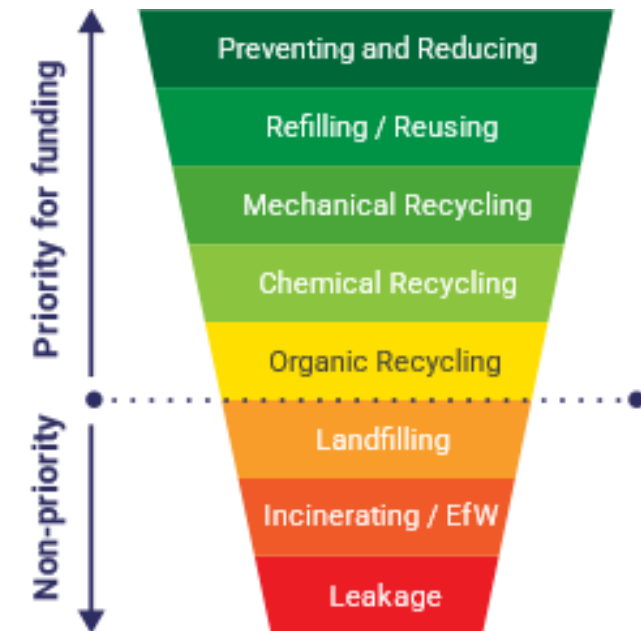 Priority for funding
Preventing and Reducing
Refilling / Reusing
Mechanical Recycling
Chemical Recycling
Organic Recycling
Non-priority
Landfilling
Incinerating / EfW
Leakage